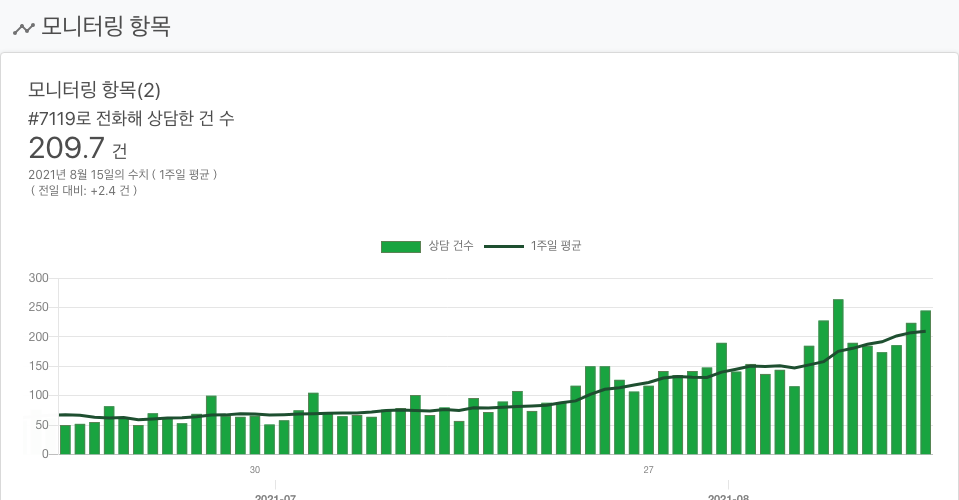 모니터링 항목
모니터링 항목(2)
#7119로 전화해 상담한 건 수
209.7 건
2021년 8월 15일의 수치 ( 1주일 평균 )
( 전일 대비: +2.4 건 )
상담 건수 1주일 평균
300
250
200
150
100
50
0
30 27
2021-07 2021-08